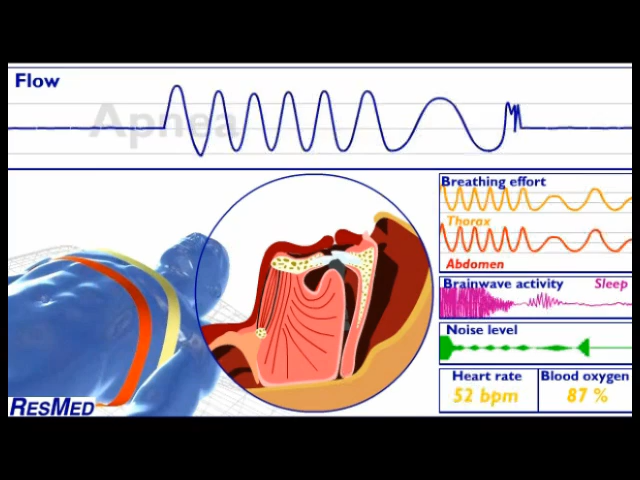 Flow
Apnea
Breathing effort
Thorax
Abdomen
Brainwave activity Sleep
Noise level
Heart rate Blood oxygen
52 bpm 87 %
RESMED